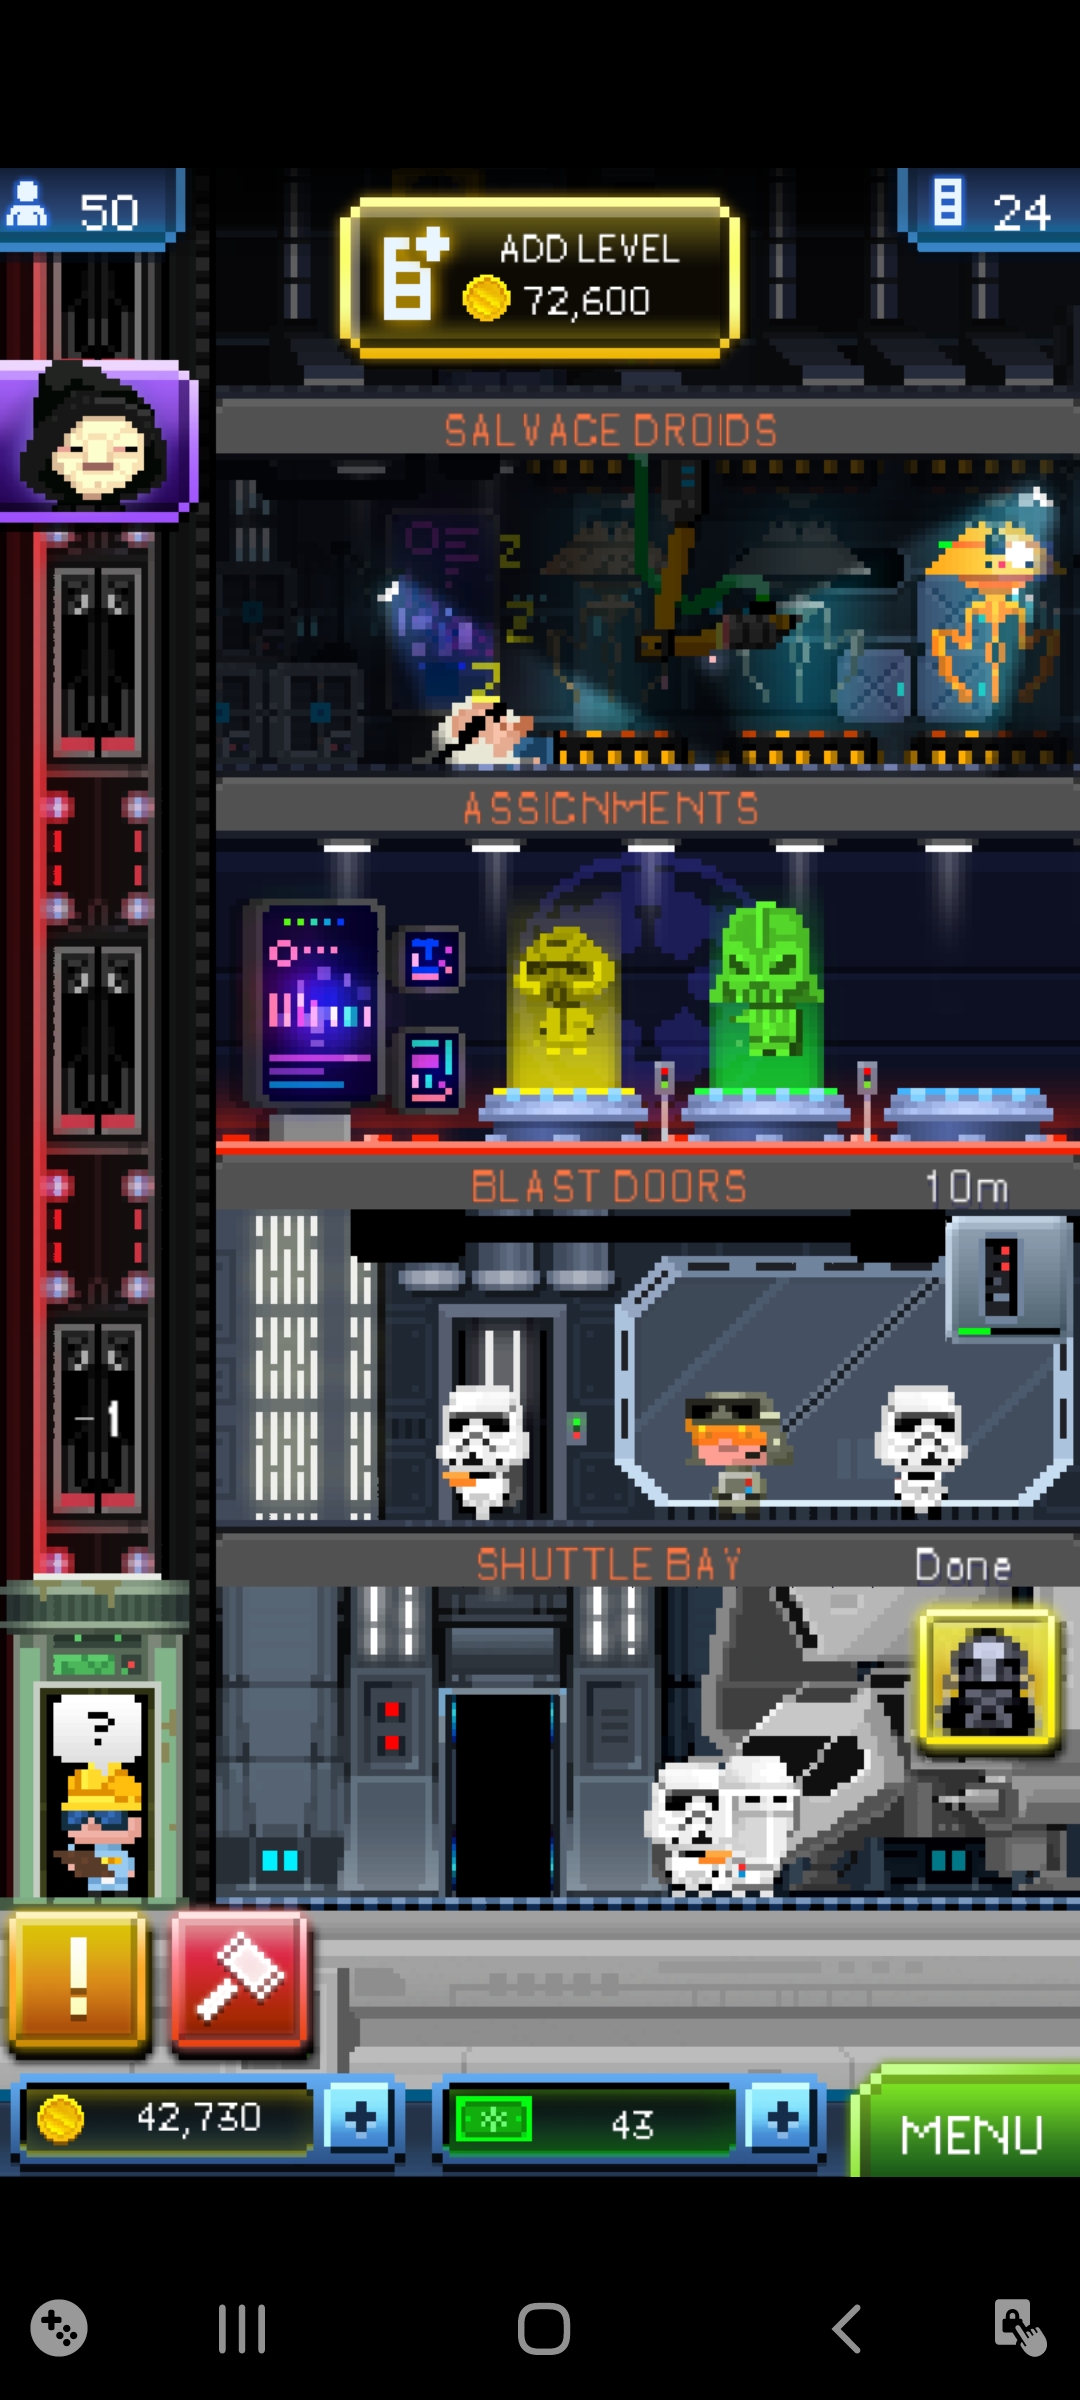 50
ADD LEVEL
72,600
24
SALVAGE DROIDS
Z
Z
Z
ASSIGNMENTS
BLAST DOORS 10m
-1
SHUTTLE BAY Done
?
!
42,730 + 43 + MENU